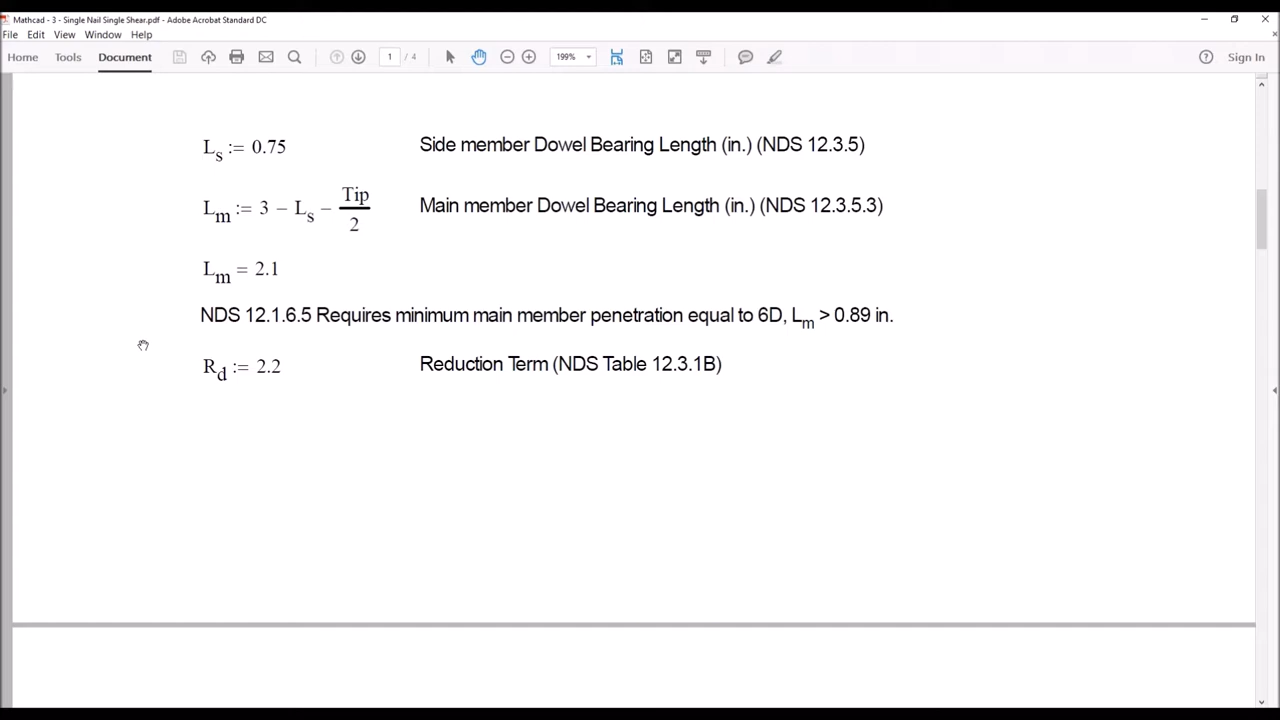 Mathcad - 3 - Single Nail Single Shear.pdf - Adobe Acrobat Standard DC
File Edit View Window Help
Home Tools Document 1 / 4 199% Sign In
Ls := 0.75 Side member Dowel Bearing Length (in.) (NDS 12.3.5)
Lm := 3 − Ls − Tip/2 Main member Dowel Bearing Length (in.) (NDS 12.3.5.3)
Lm = 2.1
NDS 12.1.6.5 Requires minimum main member penetration equal to 6D, Lm > 0.89 in.
Rd := 2.2 Reduction Term (NDS Table 12.3.1B)